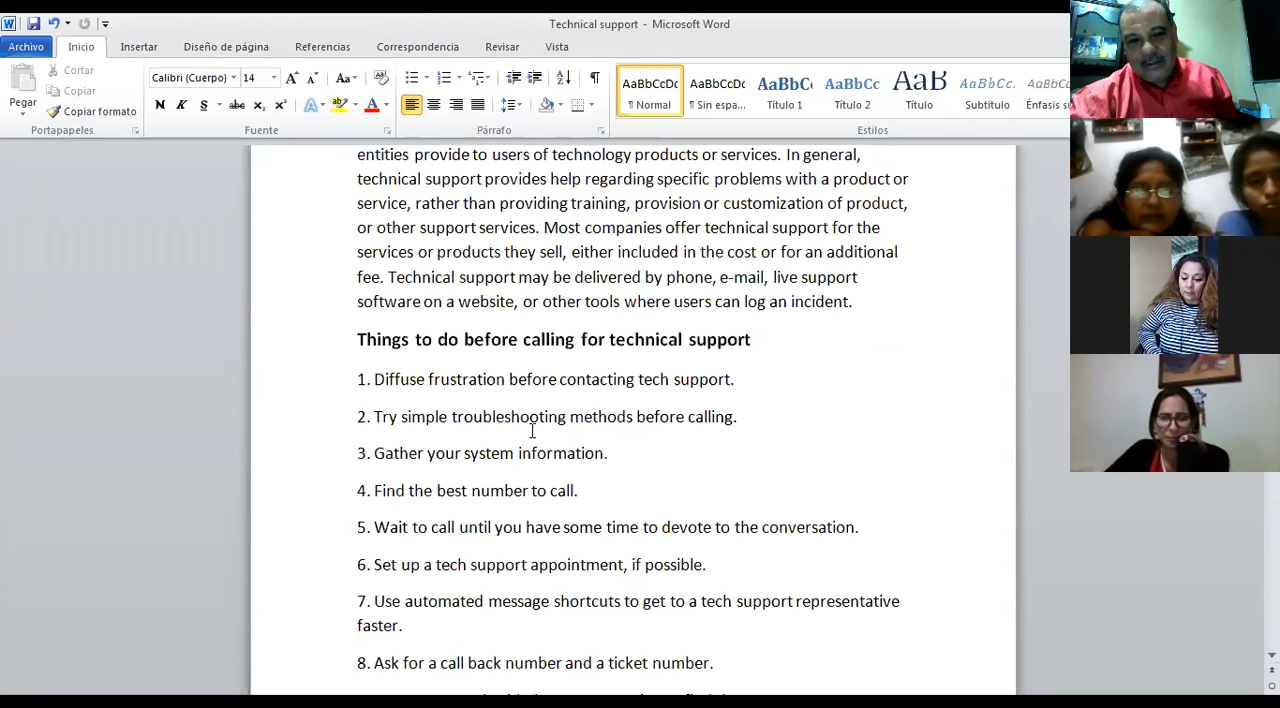 Technical support - Microsoft Word
Archivo Inicio Insertar Diseño de página Referencias Correspondencia Revisar Vista
Cortar
Copiar
Copiar formato
Pegar
Portapapeles
Calibri (Cuerpo) 14
Fuente
Párrafo
AaBbCcDc AaBbCcDc AaBbC AaBbCc AaB AaBbCc AaBbCc
¶ Normal ¶ Sin espa... Título 1 Título 2 Título Subtítulo Énfasis su
Estilos
entities provide to users of technology products or services. In general,
technical support provides help regarding specific problems with a product or
service, rather than providing training, provision or customization of product,
or other support services. Most companies offer technical support for the
services or products they sell, either included in the cost or for an additional
fee. Technical support may be delivered by phone, e-mail, live support
software on a website, or other tools where users can log an incident.
Things to do before calling for technical support
1. Diffuse frustration before contacting tech support.
2. Try simple troubleshooting methods before calling.
3. Gather your system information.
4. Find the best number to call.
5. Wait to call until you have some time to devote to the conversation.
6. Set up a tech support appointment, if possible.
7. Use automated message shortcuts to get to a tech support representative
faster.
8. Ask for a call back number and a ticket number.